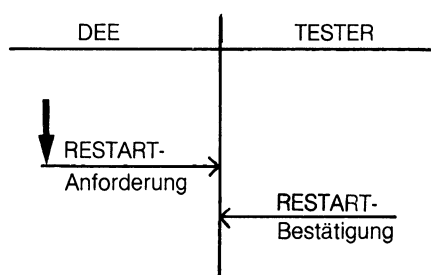 DEE
TESTER
RESTART-
Anforderung
RESTART-
Bestätigung